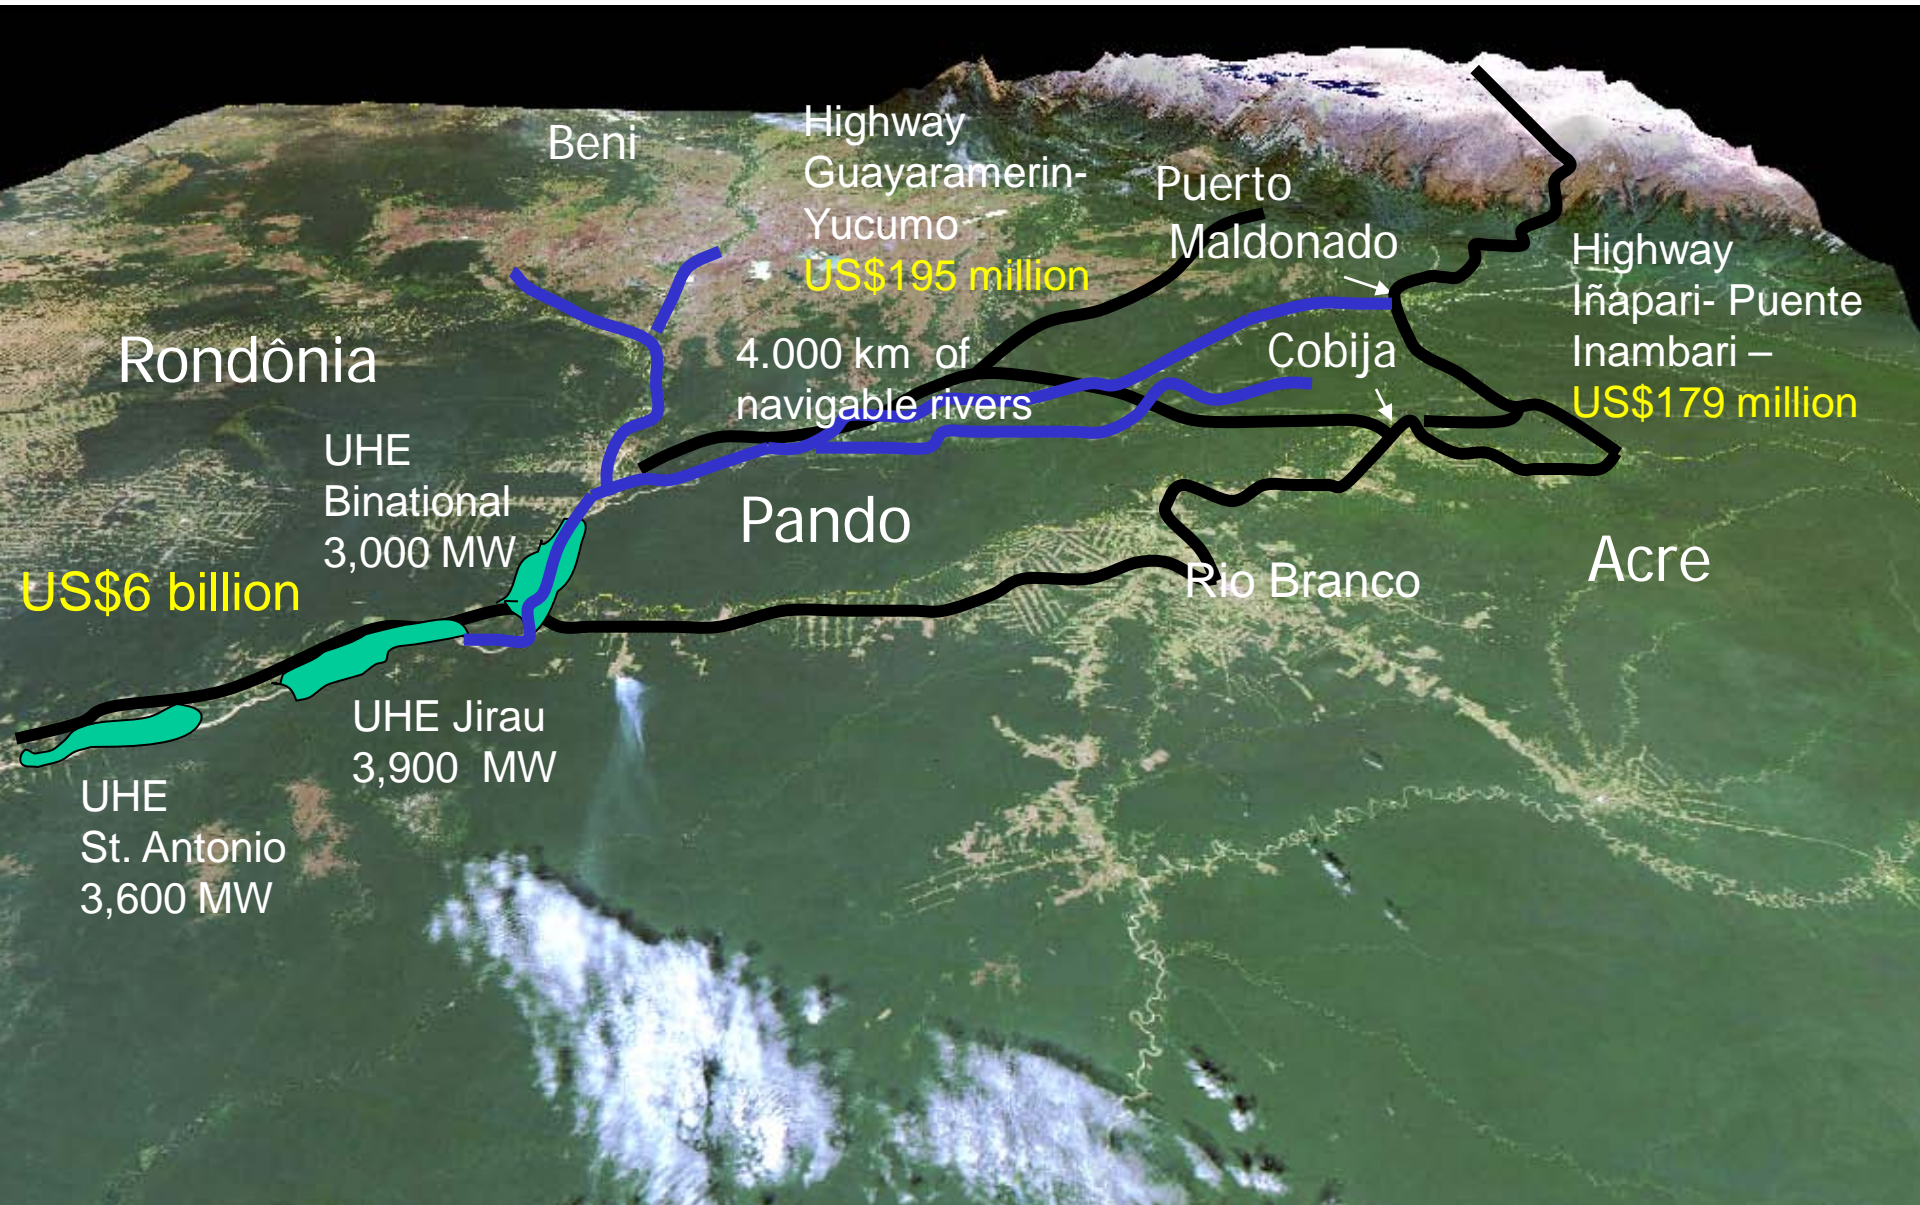 Beni
Highway
Guayaramerin-
Yucumo
US$195 million
Puerto
Maldonado
Highway
Iñapari- Puente
Inambari –
US$179 million
Rondônia
4.000 km of
navigable rivers
Cobija
UHE
Binational
3,000 MW
Pando
Acre
US$6 billion
Rio Branco
UHE Jirau
3,900 MW
UHE
St. Antonio
3,600 MW